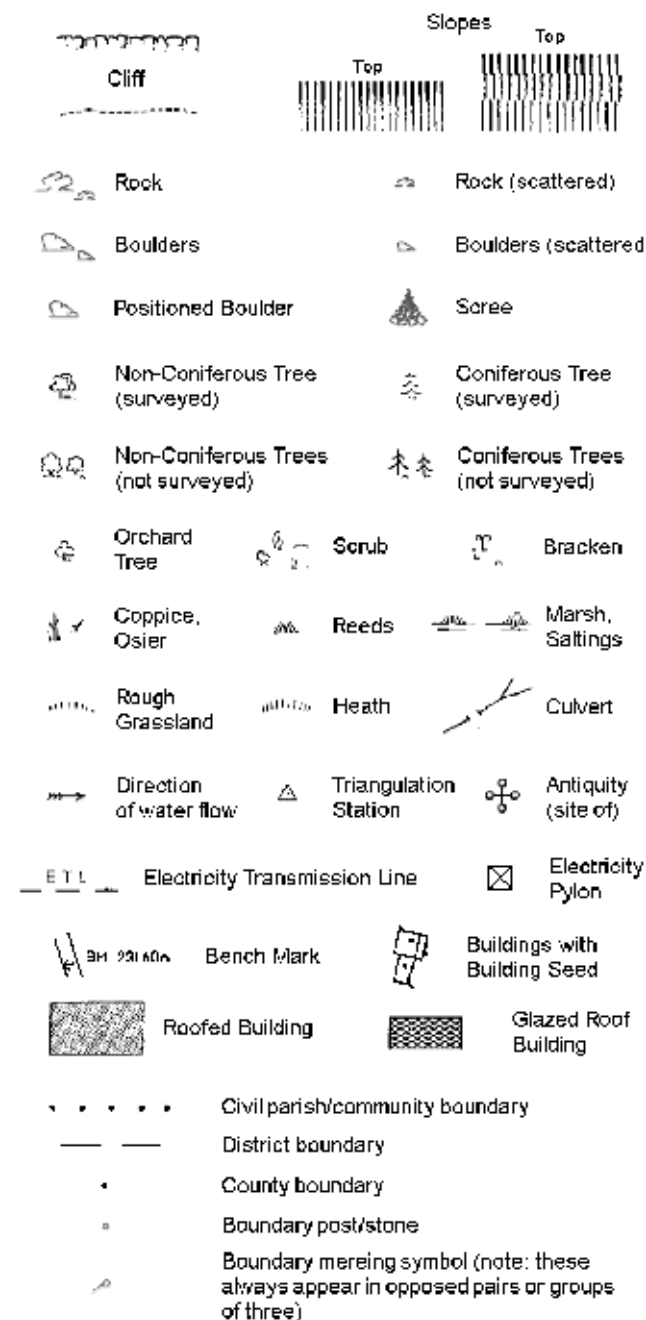 Slopes
Top
Cliff
Top
Rock
Rock (scattered)
Boulders
Boulders (scattered
Positioned Boulder
Scree
Non-Coniferous Tree
(surveyed)
Coniferous Tree
(surveyed)
Non-Coniferous Trees
(not surveyed)
Coniferous Trees
(not surveyed)
Orchard
Tree
Scrub
Bracken
Coppice,
Osier
Reeds
Marsh,
Saltings
Rough
Grassland
Heath
Culvert
Direction
of water flow
Triangulation
Station
Antiquity
(site of)
E T L
Electricity Transmission Line
Electricity
Pylon
BM
Bench Mark
Buildings with
Building Seed
Roofed Building
Glazed Roof
Building
Civil parish/community boundary
District boundary
County boundary
Boundary post/stone
Boundary mereing symbol (note: these
always appear in opposed pairs or groups
of three)